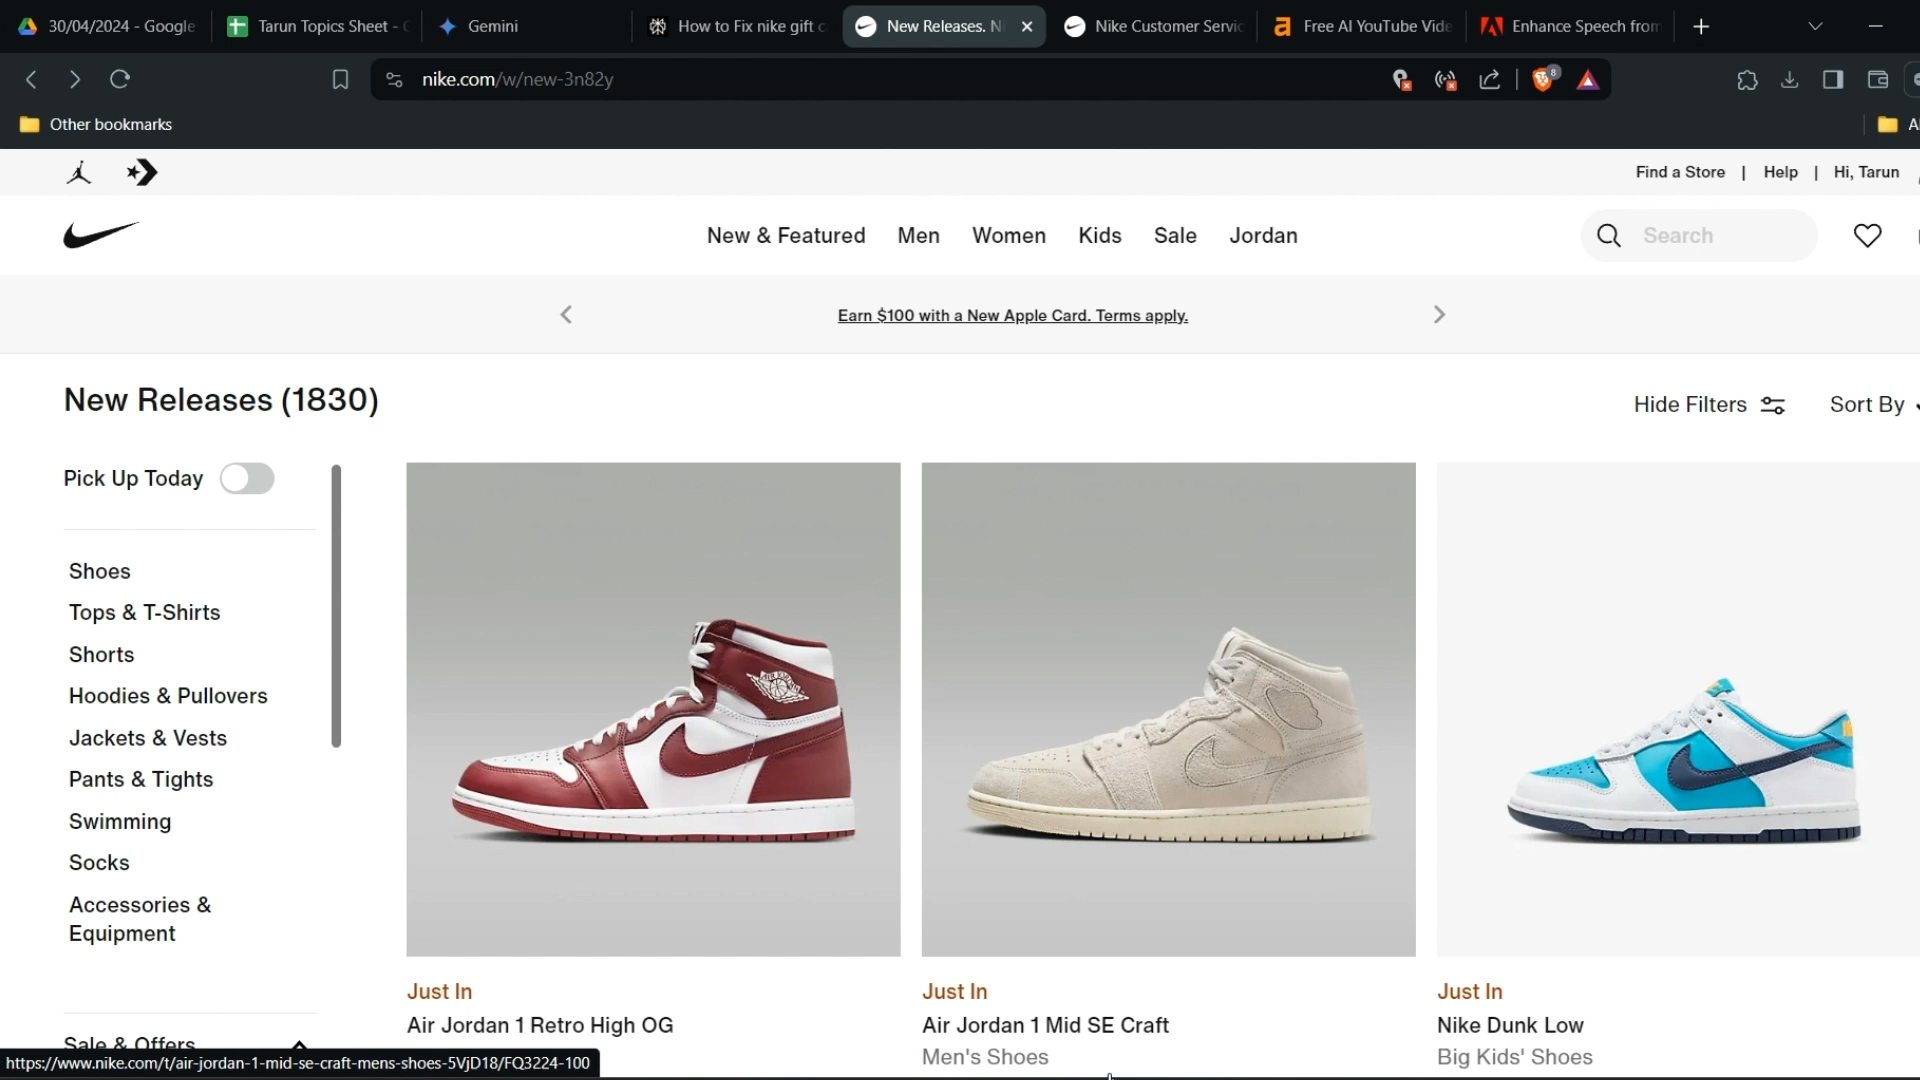 30/04/2024 - Google
Tarun Topics Sheet -
Gemini
How to Fix nike gift c
New Releases. Ni
Nike Customer Servic
Free AI YouTube Vide
Enhance Speech from
nike.com/w/new-3n82y
8
Other bookmarks
Find a Store | Help | Hi, Tarun
New & Featured Men Women Kids Sale Jordan
Search
Earn $100 with a New Apple Card. Terms apply.
New Releases (1830)
Hide Filters
Sort By
Pick Up Today
Shoes
Tops & T-Shirts
Shorts
Hoodies & Pullovers
Jackets & Vests
Pants & Tights
Swimming
Socks
Accessories &
Equipment
Sale & Offers
Just In
Air Jordan 1 Retro High OG
Just In
Air Jordan 1 Mid SE Craft
Men's Shoes
Just In
Nike Dunk Low
Big Kids' Shoes
https://www.nike.com/t/air-jordan-1-mid-se-craft-mens-shoes-5VjD18/FQ3224-100